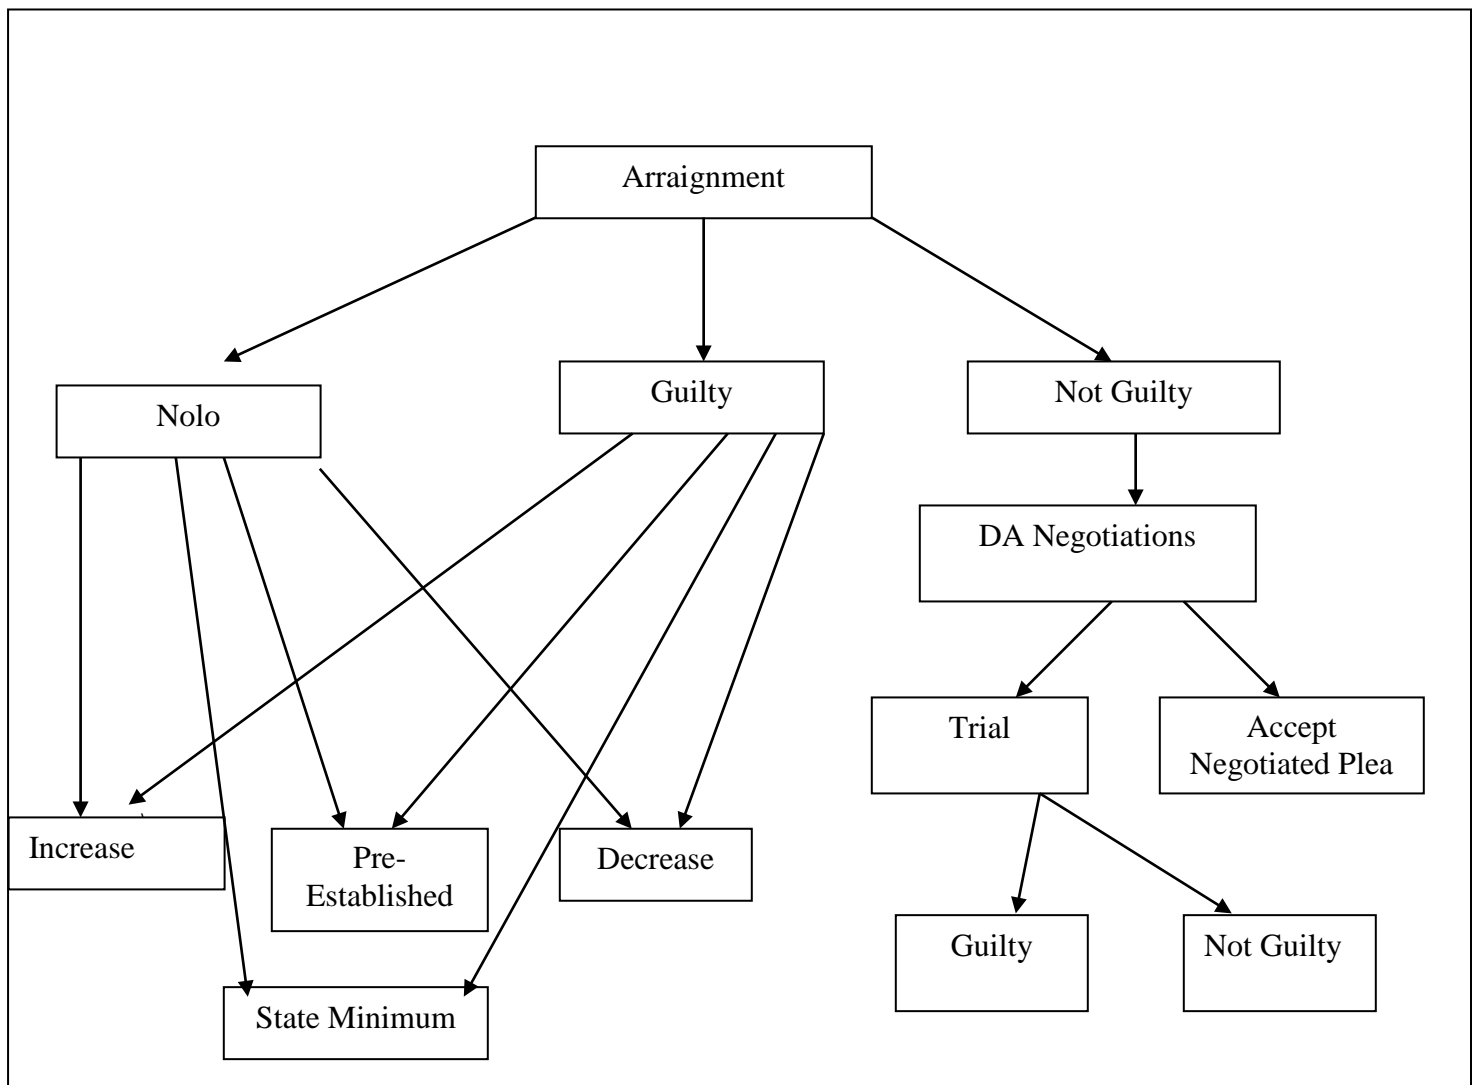 Arraignment
Nolo
Guilty
Not Guilty
DA Negotiations
Trial
Accept
Negotiated Plea
Increase
Pre-
Established
Decrease
Guilty
Not Guilty
State Minimum